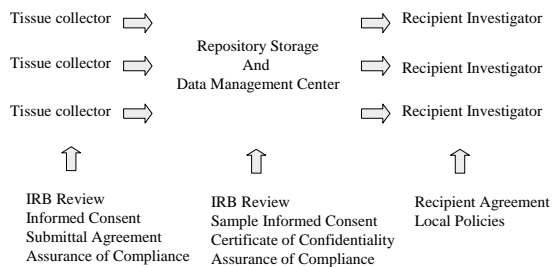 Tissue collector
Tissue collector
Tissue collector
Repository Storage
And
Data Management Center
Recipient Investigator
Recipient Investigator
Recipient Investigator
IRB Review
Informed Consent
Submittal Agreement
Assurance of Compliance
IRB Review
Sample Informed Consent
Certificate of Confidentiality
Assurance of Compliance
Recipient Agreement
Local Policies